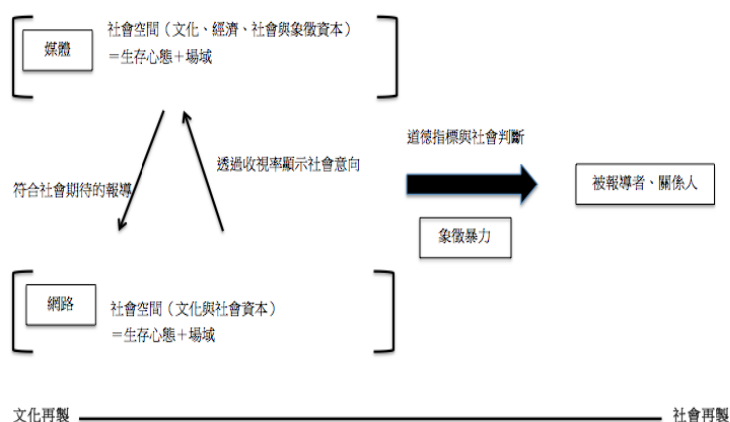 社會空間（文化、經濟、社會與象徵資本）
媒體
＝生存心態＋場域
道德指標與社會判斷
透過收視率顯示社會意向
符合社會期待的報導
被報導者、關係人
象徵暴力
網路
社會空間（文化與社會資本）
＝生存心態＋場域
文化再製
社會再製